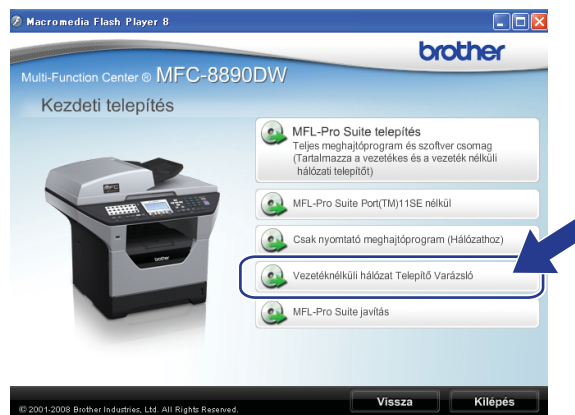 Macromedia Flash Player 8
brother
Multi-Function Center ® MFC-8890DW
Kezdeti telepítés
MFL-Pro Suite telepítés
Teljes meghajtóprogram és szoftver csomag
(Tartalmazza a vezetékes és a vezeték nélküli
hálózati telepítőt)
MFL-Pro Suite Port(TM)11SE nélkül
Csak nyomtató meghajtóprogram (Hálózathoz)
Vezetéknélküli hálózat Telepítő Varázsló
MFL-Pro Suite javítás
brother
© 2001-2008 Brother Industries, Ltd. All Rights Reserved.
Vissza
Kilépés